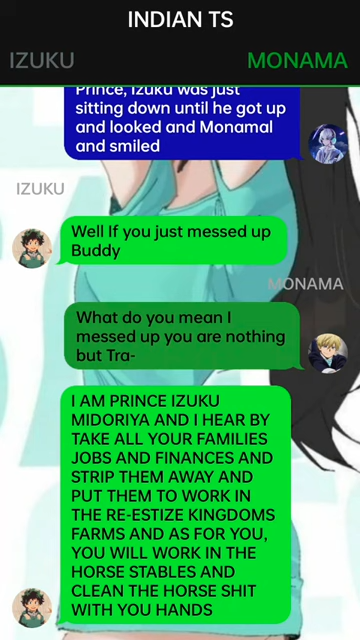 INDIAN TS
IZUKU
MONAMA
Prince, Izuku was just
sitting down until he got up
and looked and Monamal
and smiled
IZUKU
Well If you just messed up
Buddy
MONAMA
What do you mean I
messed up you are nothing
but Tra-
I AM PRINCE IZUKU
MIDORIYA AND I HEAR BY
TAKE ALL YOUR FAMILIES
JOBS AND FINANCES AND
STRIP THEM AWAY AND
PUT THEM TO WORK IN
THE RE-ESTIZE KINGDOMS
FARMS AND AS FOR YOU,
YOU WILL WORK IN THE
HORSE STABLES AND
CLEAN THE HORSE SHIT
WITH YOU HANDS